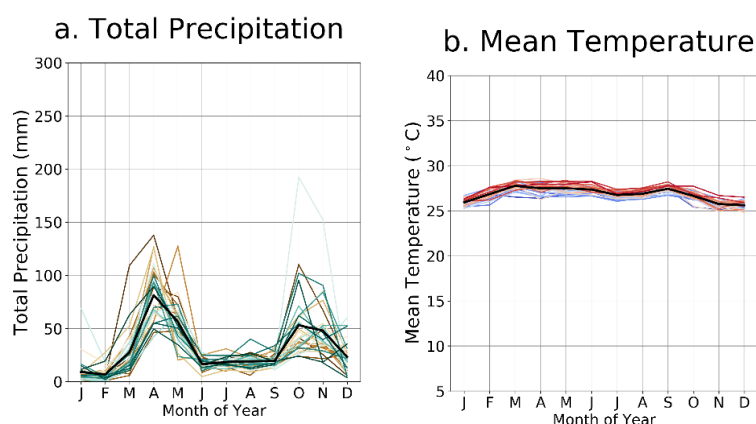 a. Total Precipitation
300
250
200
150
100
50
0
Total Precipitation (mm)
J F M A M J J A S O N D
Month of Year
b. Mean Temperature
40
35
30
25
20
15
10
5
Mean Temperature (°C)
J F M A M J J A S O N D
Month of Year